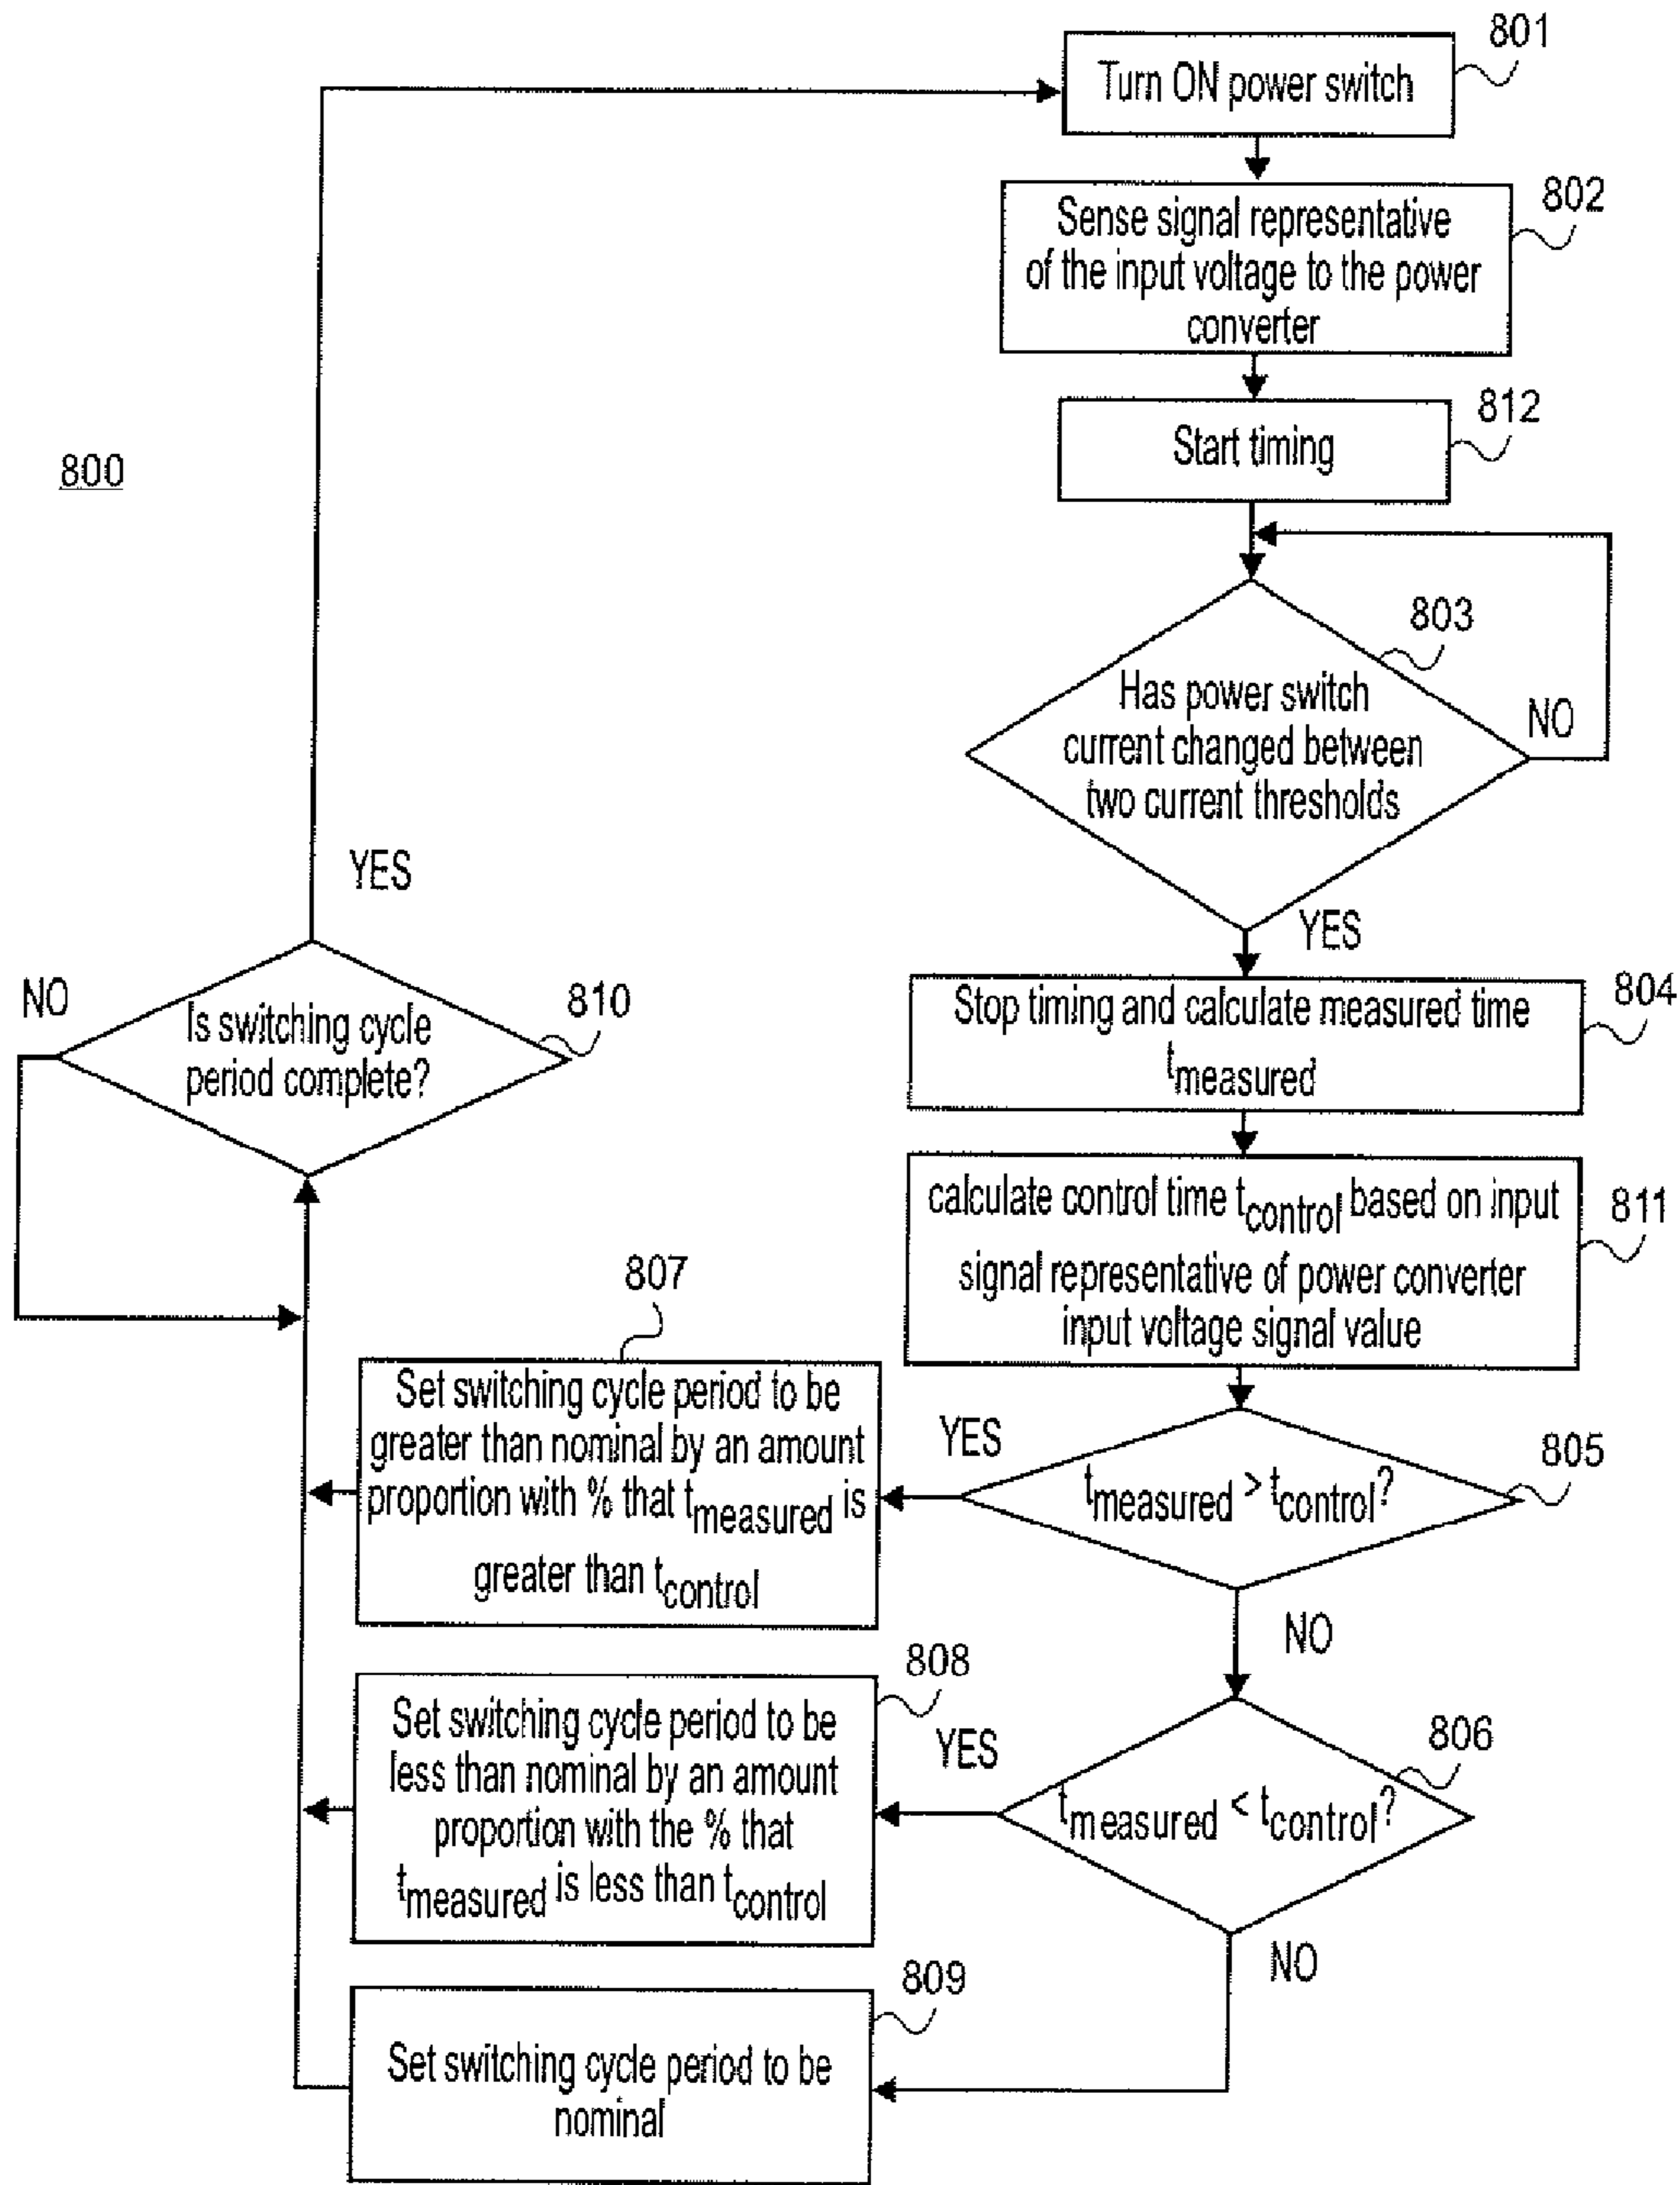 800
801
Turn ON power switch
802
Sense signal representative
of the input voltage to the power
converter
812
Start timing
803
Has power switch
current changed between
two current thresholds
NO
YES
804
Stop timing and calculate measured time
tmeasured
811
calculate control time tcontrol based on input
signal representative of power converter
input voltage signal value
805
tmeasured > tcontrol?
YES
NO
807
Set switching cycle period to be
greater than nominal by an amount
proportion with % that tmeasured is
greater than tcontrol
806
tmeasured < tcontrol?
YES
NO
808
Set switching cycle period to be
less than nominal by an amount
proportion with the % that
tmeasured is less than tcontrol
809
Set switching cycle period to be
nominal
810
Is switching cycle
period complete?
NO
YES